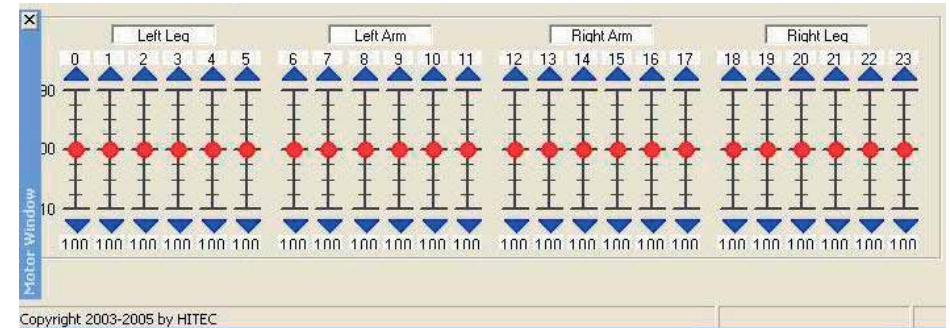 Left Leg Left Arm Right Arm Right Leg
0 1 2 3 4 5 6 7 8 9 10 11 12 13 14 15 16 17 18 19 20 21 22 23
90
00
10
100 100 100 100 100 100 100 100 100 100 100 100 100 100 100 100 100 100 100 100 100 100 100 100
Motor Window
Copyright 2003-2005 by HITEC